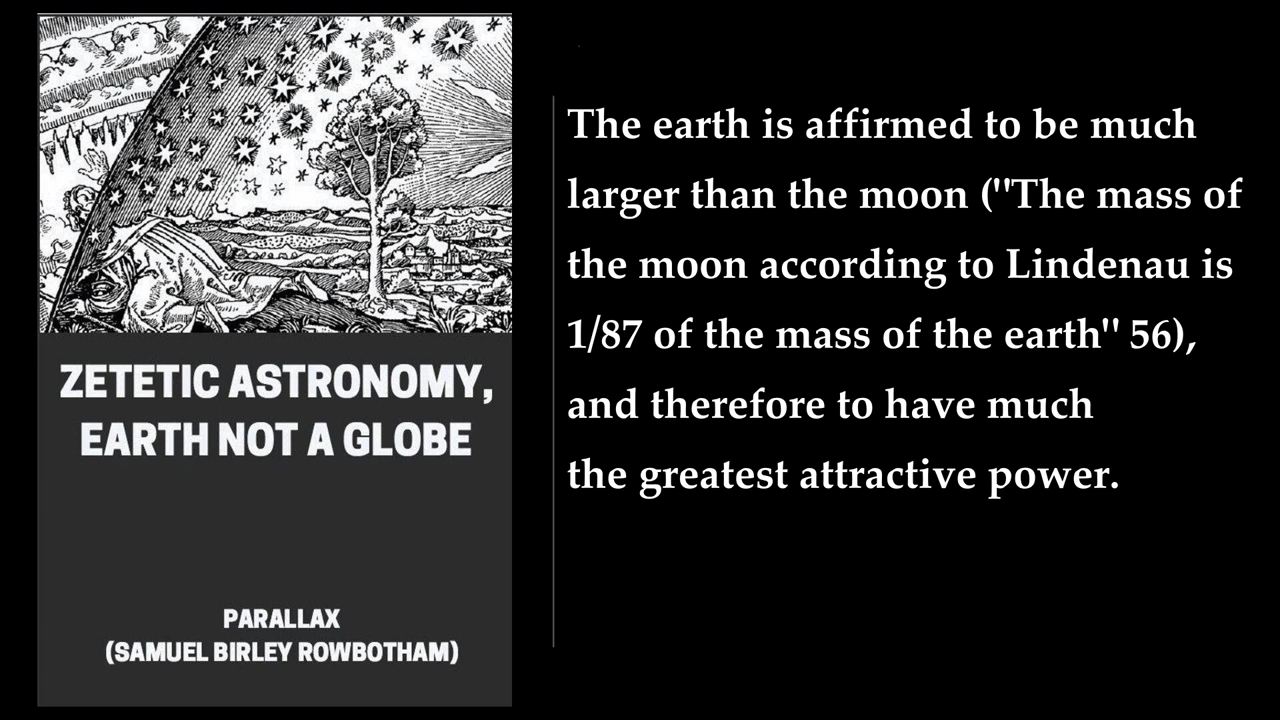 ZETETIC ASTRONOMY,
EARTH NOT A GLOBE
PARALLAX
(SAMUEL BIRLEY ROWBOTHAM)
The earth is affirmed to be much
larger than the moon ("The mass of
the moon according to Lindenau is
1/87 of the mass of the earth" 56),
and therefore to have much
the greatest attractive power.